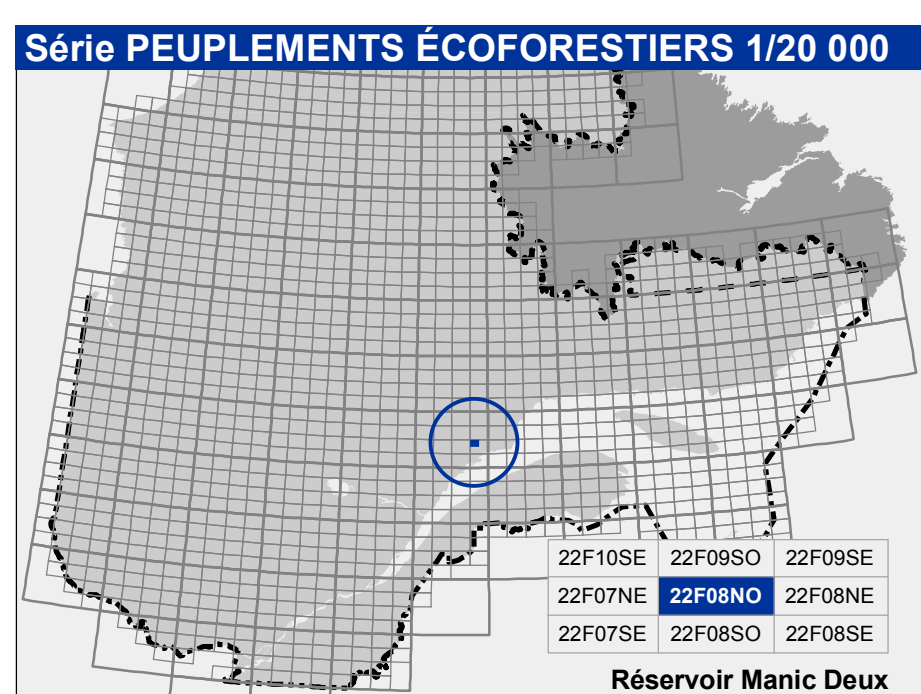 Série PEUPLEMENTS ÉCOFORESTIERS 1/20 000
22F10SE 22F09SO 22F09SE
22F07NE 22F08NO 22F08NE
22F07SE 22F08SO 22F08SE
Réservoir Manic Deux